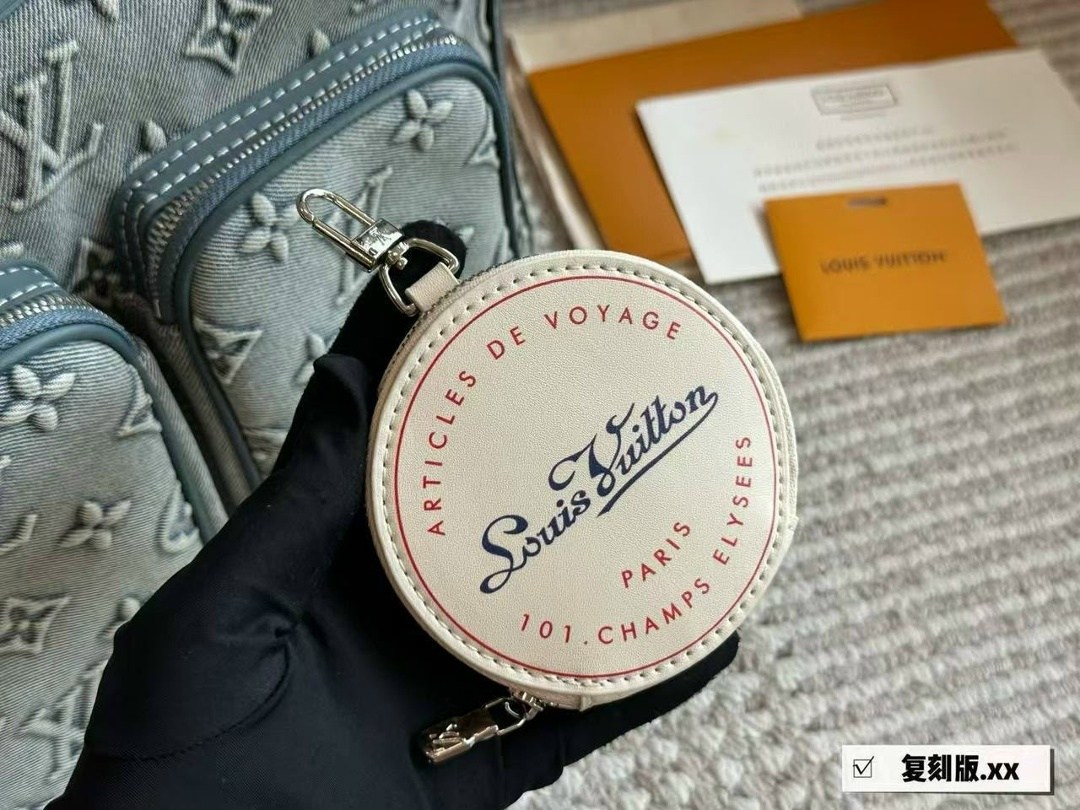 LOUIS VUITTON
ARTICLES DE VOYAGE
Louis Vuitton
PARIS
101.CHAMPS ELYSEES
复刻版.xx